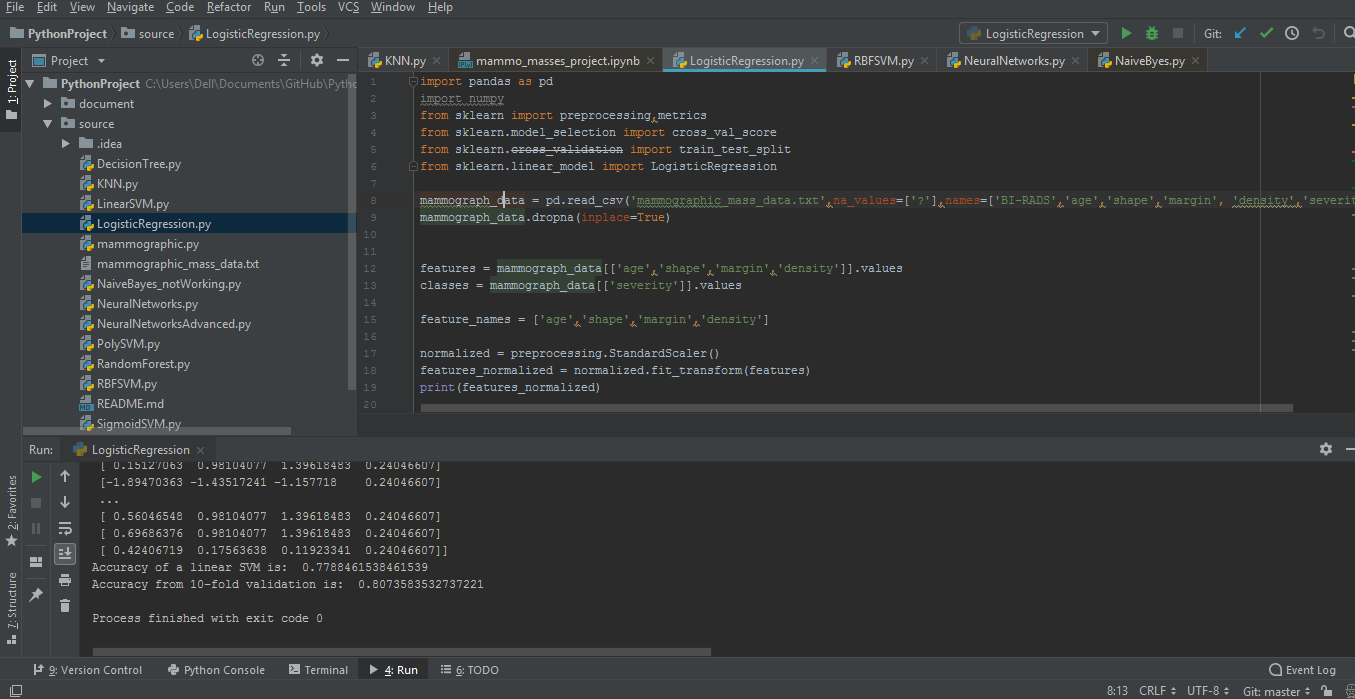 File Edit View Navigate Code Refactor Run Tools VCS Window Help
PythonProject source LogisticRegression.py LogisticRegression Git:
1: Project Project KNN.py mammo_masses_project.ipynb LogisticRegression.py RBFSVM.py NeuralNetworks.py NaiveByes.py
PythonProject C:\Users\Dell\Documents\GitHub\Pytho
document
source
.idea
DecisionTree.py
KNN.py
LinearSVM.py
LogisticRegression.py
mammographic.py
mammographic_mass_data.txt
NaiveBayes_notWorking.py
NeuralNetworks.py
NeuralNetworksAdvanced.py
PolySVM.py
RandomForest.py
RBFSVM.py
README.md
SigmoidSVM.py
1 import pandas as pd
2 import numpy
3 from sklearn import preprocessing,metrics
4 from sklearn.model_selection import cross_val_score
5 from sklearn.cross_validation import train_test_split
6 from sklearn.linear_model import LogisticRegression
7
8 mammograph_data = pd.read_csv('mammographic_mass_data.txt',na_values=['?'],names=['BI-RADS','age','shape','margin', 'density','severit
9 mammograph_data.dropna(inplace=True)
10
11
12 features = mammograph_data[['age','shape','margin','density']].values
13 classes = mammograph_data[['severity']].values
14
15 feature_names = ['age','shape','margin','density']
16
17 normalized = preprocessing.StandardScaler()
18 features_normalized = normalized.fit_transform(features)
19 print(features_normalized)
20
Run: LogisticRegression
[ 0.15127063 0.98104077 1.39618483 0.24046607]
[-1.89470363 -1.43517241 -1.157718 0.24046607]
...
[ 0.56046548 0.98104077 1.39618483 0.24046607]
[ 0.69686376 0.98104077 1.39618483 0.24046607]
[ 0.42406719 0.17563638 0.11923341 0.24046607]]
Accuracy of a linear SVM is: 0.7788461538461539
Accuracy from 10-fold validation is: 0.8073583532737221
Process finished with exit code 0
2: Favorites
7: Structure
9: Version Control Python Console Terminal 4: Run 6: TODO Event Log
8:13 CRLF UTF-8 Git: master